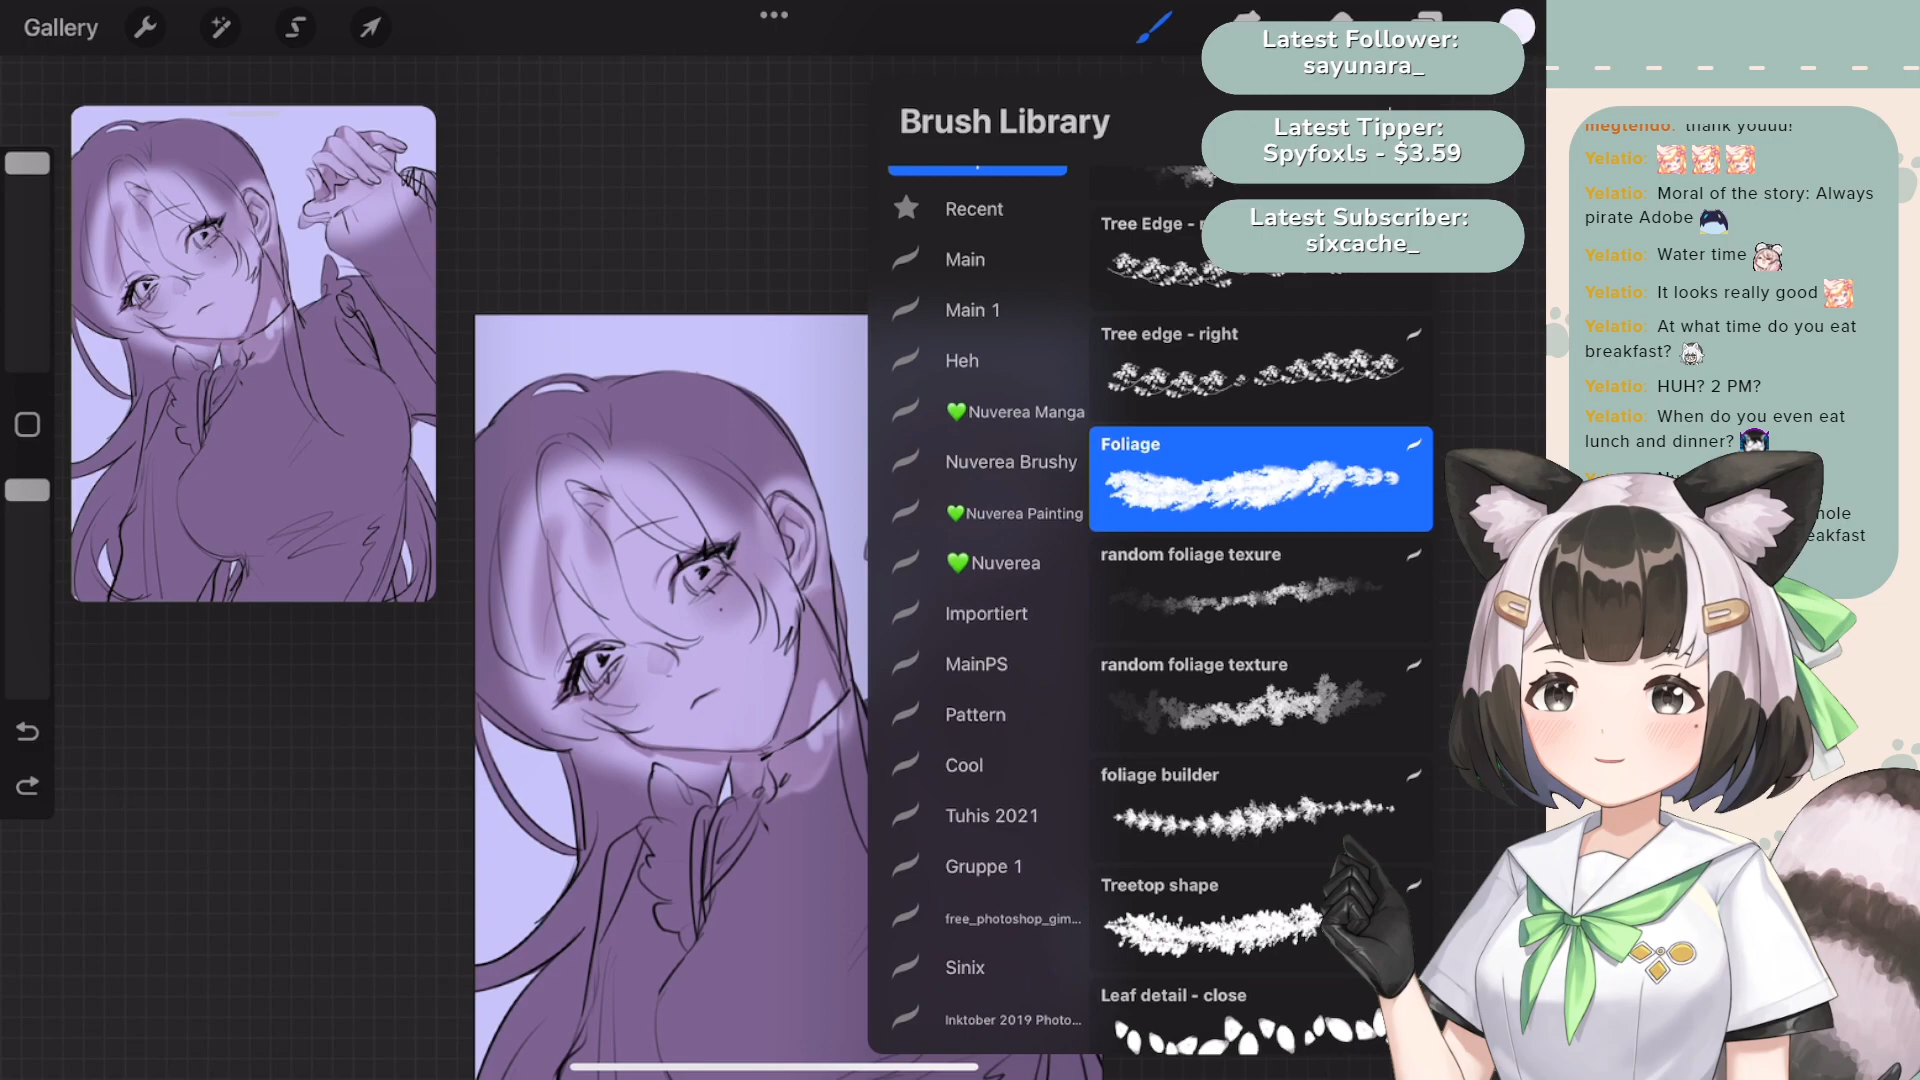 Gallery
Brush Library
Recent
Main
Main 1
Heh
💚Nuverea Manga
Nuverea Brushy
💚Nuverea Painting
💚Nuverea
Importiert
MainPS
Pattern
Cool
Tuhis 2021
Gruppe 1
free_photoshop_gim...
Sinix
Inktober 2019 Photo...
Tree Edge - r
Tree edge - right
Foliage
random foliage texure
random foliage texture
foliage builder
Treetop shape
Leaf detail - close
Latest Follower:
sayunara_
Latest Tipper:
Spyfoxls - $3.59
Latest Subscriber:
sixcache_
megtendo: thank youuu!
Yelatio:
Yelatio: Moral of the story: Always
pirate Adobe
Yelatio: Water time
Yelatio: It looks really good
Yelatio: At what time do you eat
breakfast?
Yelatio: HUH? 2 PM?
Yelatio: When do you even eat
lunch and dinner?